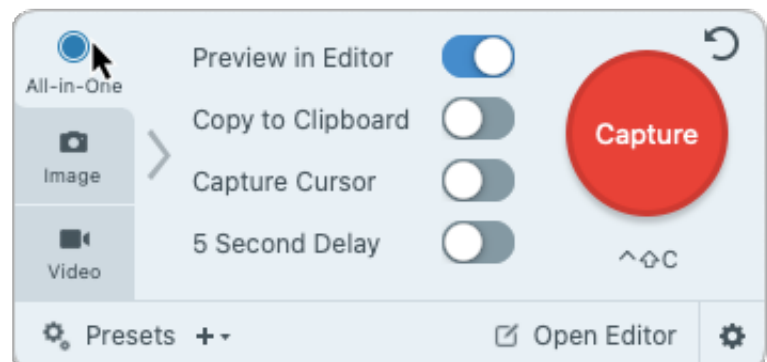 All-in-One
Image
Video
Preview in Editor
Copy to Clipboard
Capture Cursor
5 Second Delay
Capture
^⇧C
Presets +
Open Editor